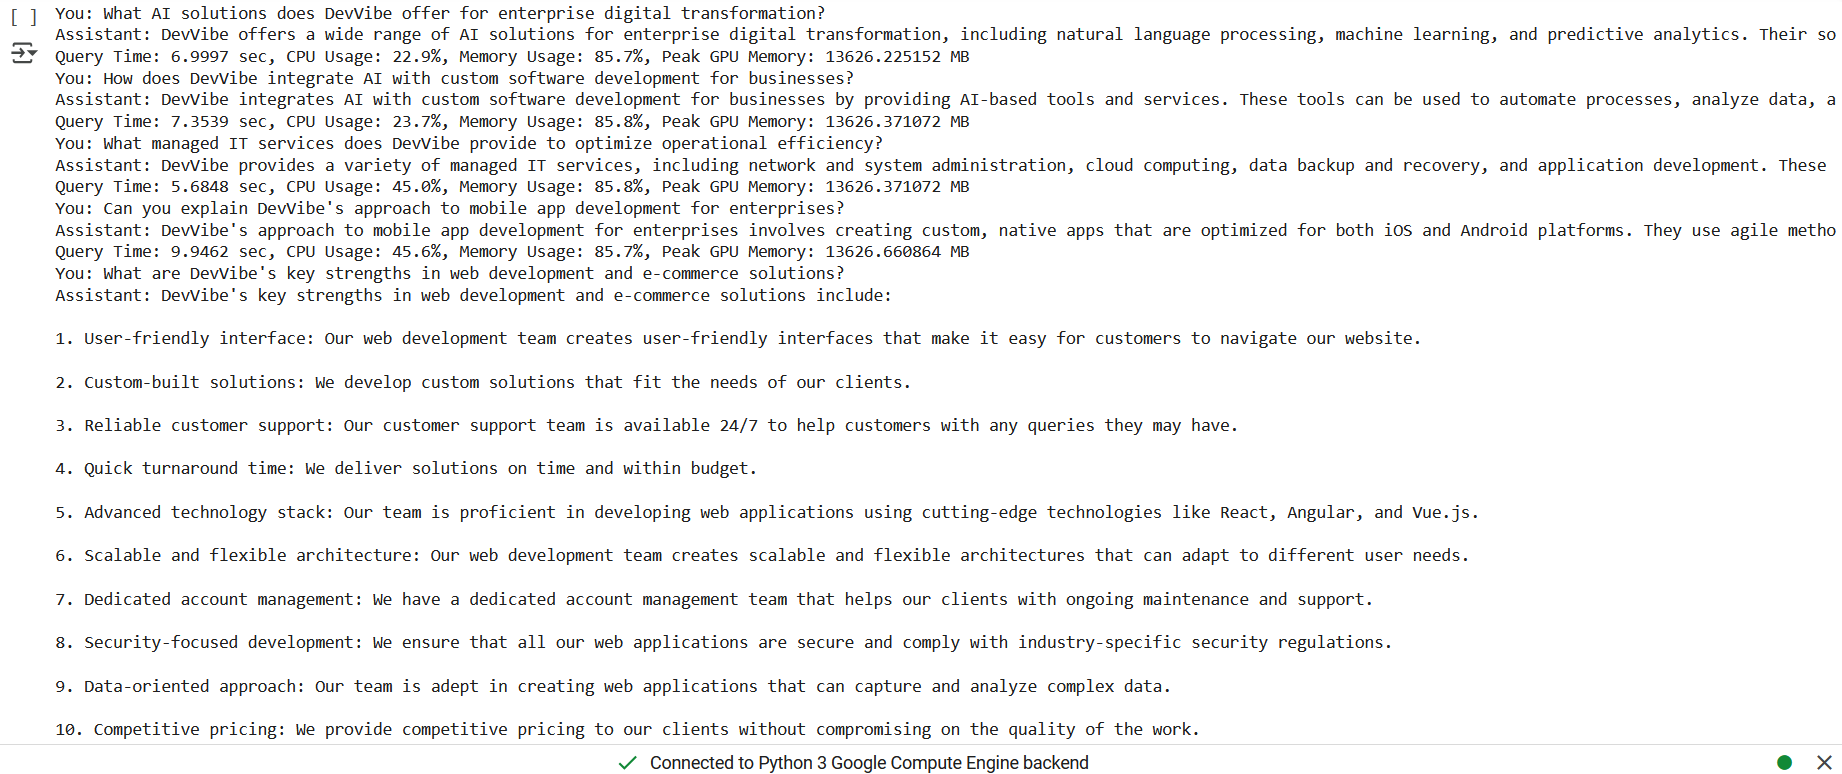 [ ] You: What AI solutions does DevVibe offer for enterprise digital transformation?
Assistant: DevVibe offers a wide range of AI solutions for enterprise digital transformation, including natural language processing, machine learning, and predictive analytics. Their so
Query Time: 6.9997 sec, CPU Usage: 22.9%, Memory Usage: 85.7%, Peak GPU Memory: 13626.225152 MB
You: How does DevVibe integrate AI with custom software development for businesses?
Assistant: DevVibe integrates AI with custom software development for businesses by providing AI-based tools and services. These tools can be used to automate processes, analyze data, a
Query Time: 7.3539 sec, CPU Usage: 23.7%, Memory Usage: 85.8%, Peak GPU Memory: 13626.371072 MB
You: What managed IT services does DevVibe provide to optimize operational efficiency?
Assistant: DevVibe provides a variety of managed IT services, including network and system administration, cloud computing, data backup and recovery, and application development. These
Query Time: 5.6848 sec, CPU Usage: 45.0%, Memory Usage: 85.8%, Peak GPU Memory: 13626.371072 MB
You: Can you explain DevVibe's approach to mobile app development for enterprises?
Assistant: DevVibe's approach to mobile app development for enterprises involves creating custom, native apps that are optimized for both iOS and Android platforms. They use agile metho
Query Time: 9.9462 sec, CPU Usage: 45.6%, Memory Usage: 85.7%, Peak GPU Memory: 13626.660864 MB
You: What are DevVibe's key strengths in web development and e-commerce solutions?
Assistant: DevVibe's key strengths in web development and e-commerce solutions include:
1. User-friendly interface: Our web development team creates user-friendly interfaces that make it easy for customers to navigate our website.
2. Custom-built solutions: We develop custom solutions that fit the needs of our clients.
3. Reliable customer support: Our customer support team is available 24/7 to help customers with any queries they may have.
4. Quick turnaround time: We deliver solutions on time and within budget.
5. Advanced technology stack: Our team is proficient in developing web applications using cutting-edge technologies like React, Angular, and Vue.js.
6. Scalable and flexible architecture: Our web development team creates scalable and flexible architectures that can adapt to different user needs.
7. Dedicated account management: We have a dedicated account management team that helps our clients with ongoing maintenance and support.
8. Security-focused development: We ensure that all our web applications are secure and comply with industry-specific security regulations.
9. Data-oriented approach: Our team is adept in creating web applications that can capture and analyze complex data.
10. Competitive pricing: We provide competitive pricing to our clients without compromising on the quality of the work.
Connected to Python 3 Google Compute Engine backend